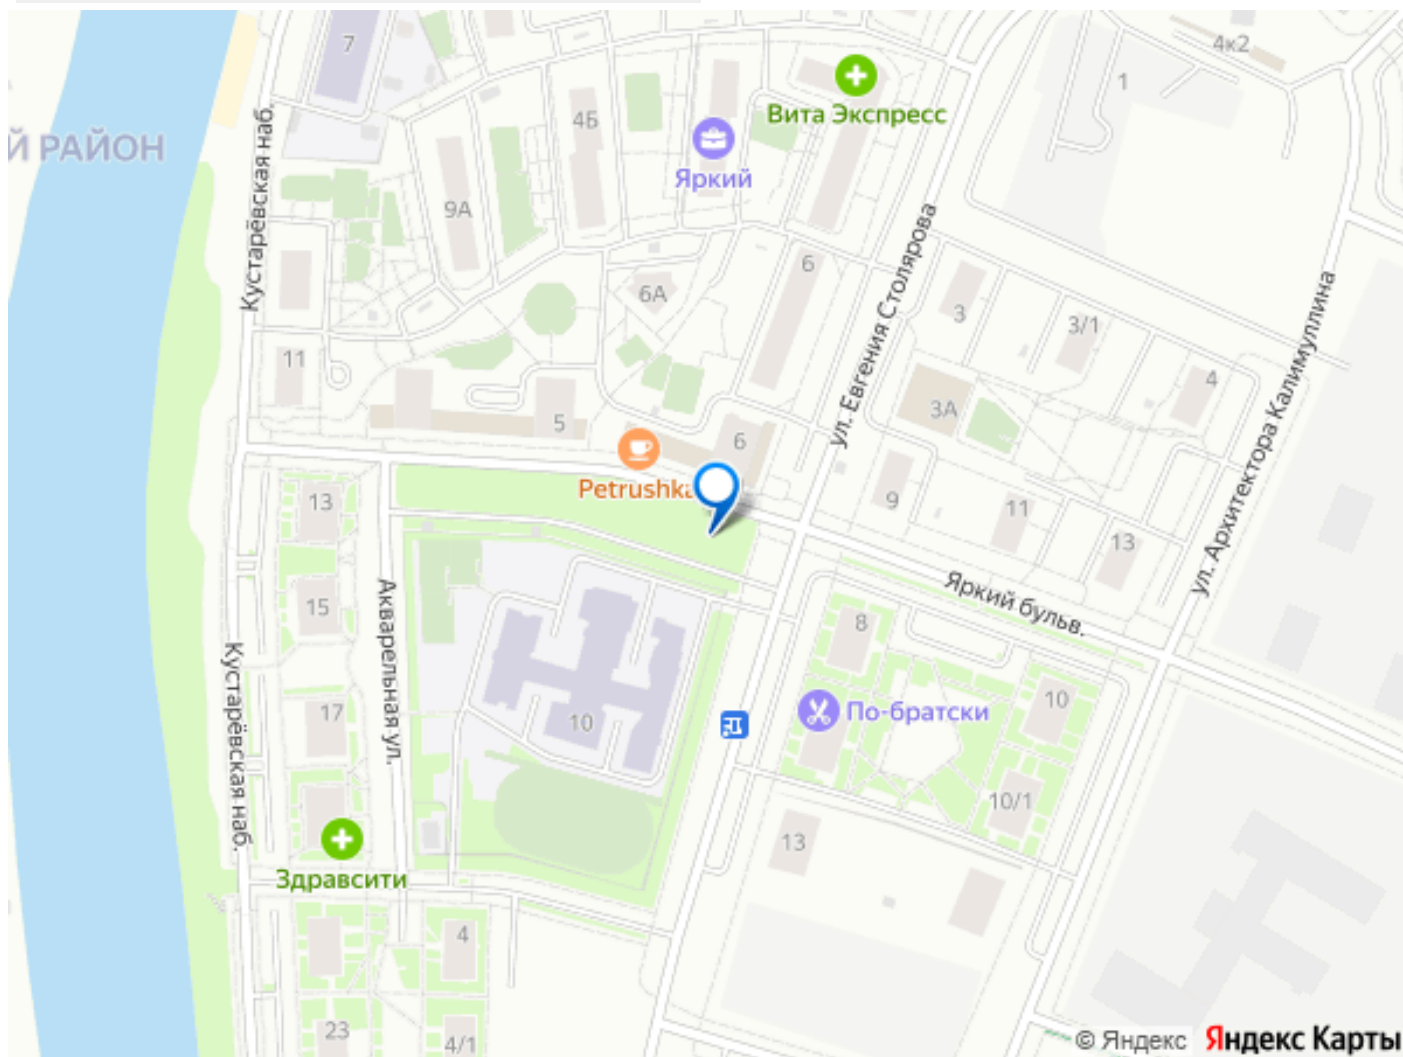 7
4к2
1
Вита Экспресс
4Б
Й РАЙОН
Яркий
Кустарёвская наб.
9А
ул. Евгения Столярова
6
6А
3
3/1
ул. Архитектора Калимуллина
11
4
3А
5
6
Petrushka
13
9
11
13
Яркий бульв.
15
Акварельная ул.
8
Кустарёвская наб.
17
10
По-братски
10
10/1
13
Здравсити
4
23
4/1
© Яндекс Яндекс Карты